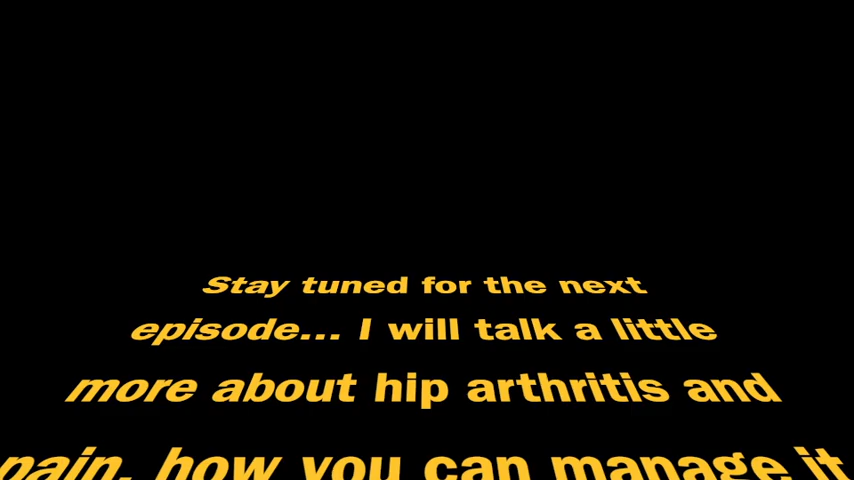 Stay tuned for the next
episode... I will talk a little
more about hip arthritis and
pain, how you can manage it